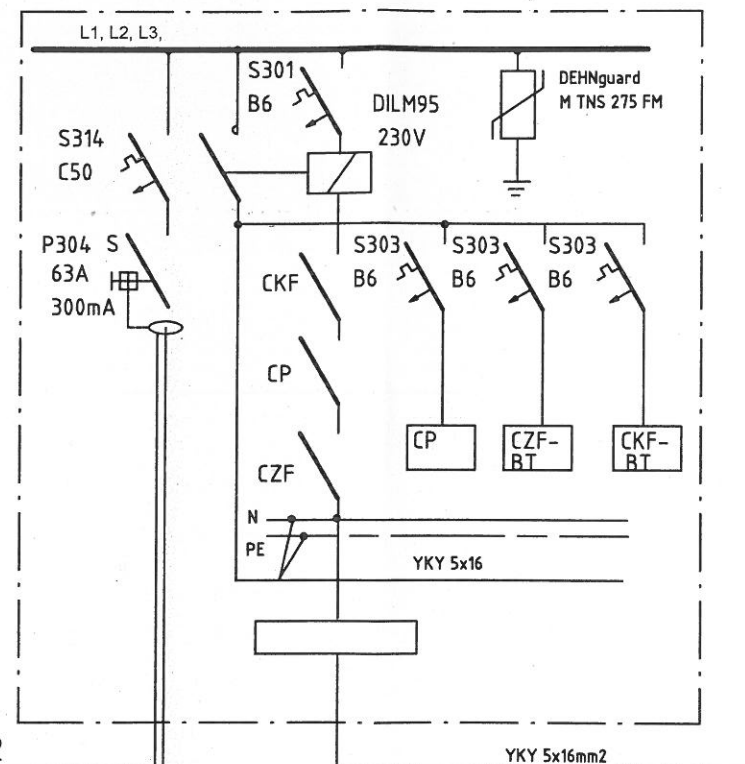 L1, L2, L3,
S301
B6
DILM95
230V
DEHNguard
M TNS 275 FM
S314
C50
P304 S
63A
300mA
S303
B6
S303
B6
S303
B6
CKF
CP
CZF
CP
CZF-
BT
CKF-
BT
N
PE
YKY 5x16
YKY 5x16mm2